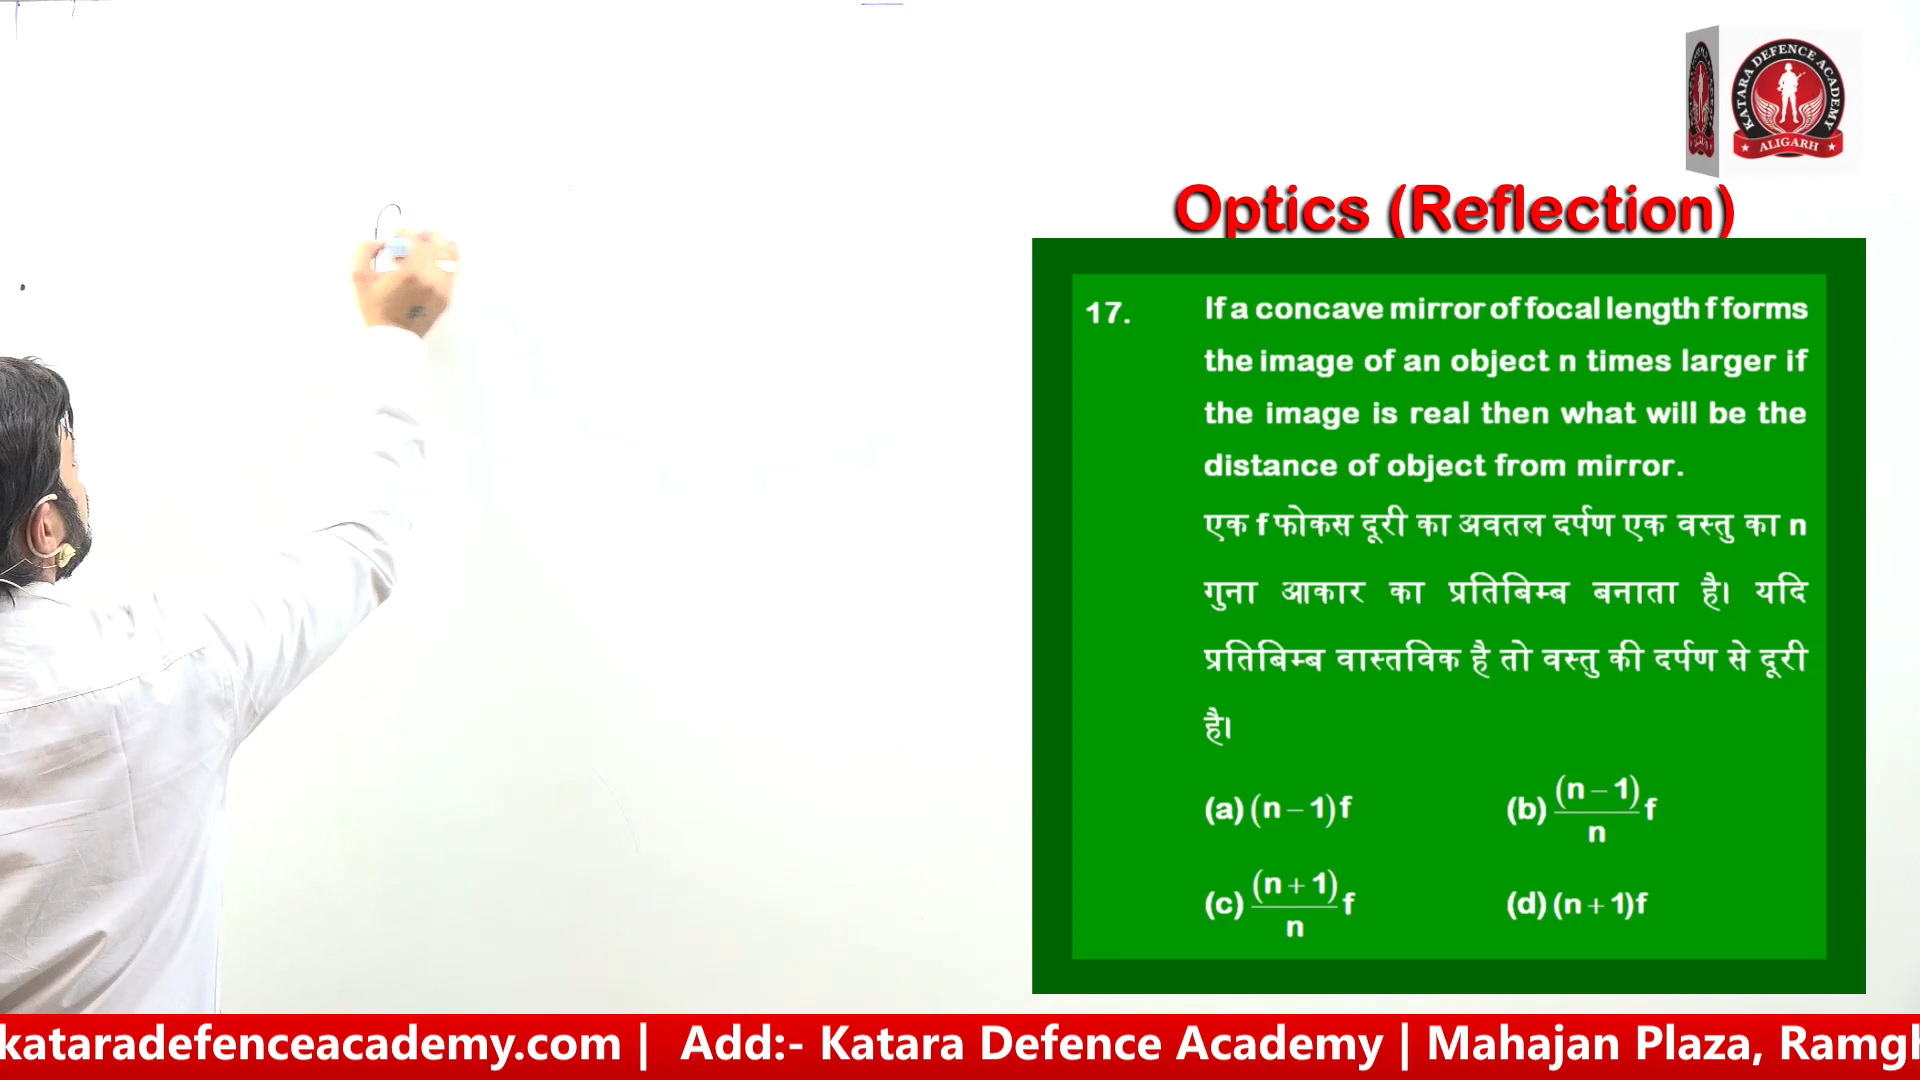 KATARA DEFENCE ACADEMY
ALIGARH
Optics (Reflection)
17. If a concave mirror of focal length f forms
the image of an object n times larger if
the image is real then what will be the
distance of object from mirror.
एक f फोकस दूरी का अवतल दर्पण एक वस्तु का n
गुना आकार का प्रतिबिम्ब बनाता है। यदि
प्रतिबिम्ब वास्तविक है तो वस्तु की दर्पण से दूरी
है।
(a) (n − 1)f (b) (n − 1)/n f
(c) (n + 1)/n f (d) (n + 1)f
kataradefenceacademy.com | Add:- Katara Defence Academy | Mahajan Plaza, Ramgh